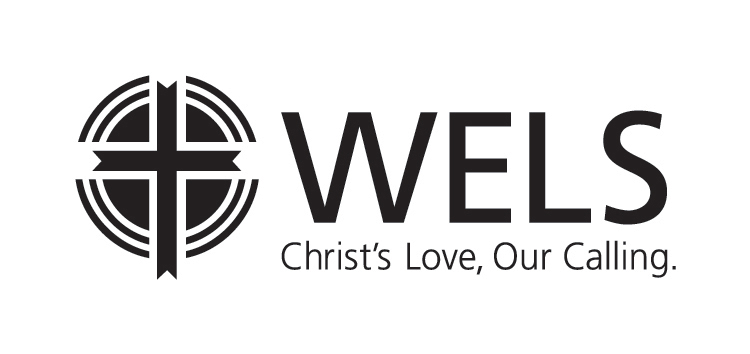 WELS
Christ's Love, Our Calling.